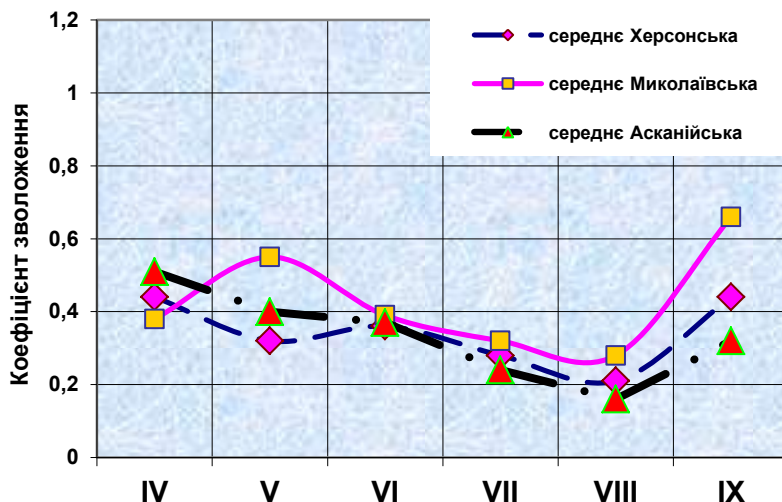 1,2
1
0,8
0,6
0,4
0,2
0
Коефіцієнт зволоження
середнє Херсонська
середнє Миколаївська
середнє Асканійська
IV V VI VII VIII IX